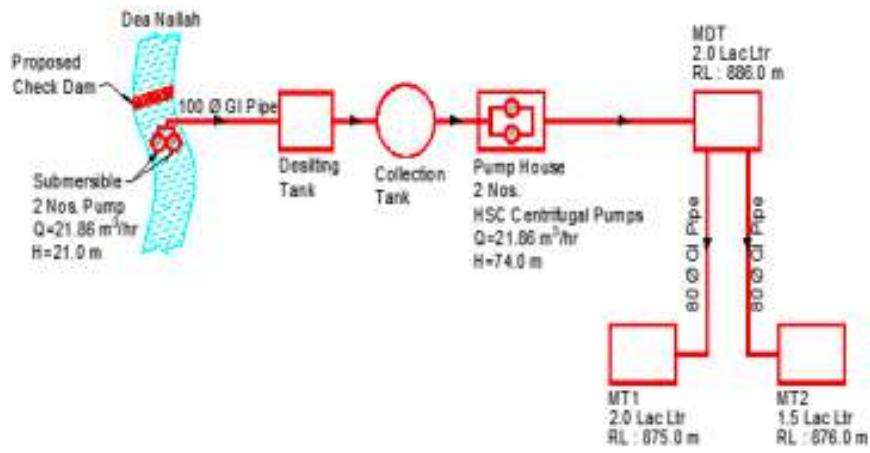 Dea Nallah
Proposed
Check Dam
100 Ø GI Pipe
Submersible
2 Nos. Pump
Q=21.86 m³/hr
H=21.0 m
Desilting
Tank
Collection
Tank
Pump House
2 Nos.
HSC Centrifugal Pumps
Q=21.86 m³/hr
H=74.0 m
MDT
2.0 Lac Ltr
RL : 886.0 m
80 Ø GI Pipe
80 Ø GI Pipe
MT1
2.0 Lac Ltr
RL : 875.0 m
MT2
1.5 Lac Ltr
RL : 876.0 m